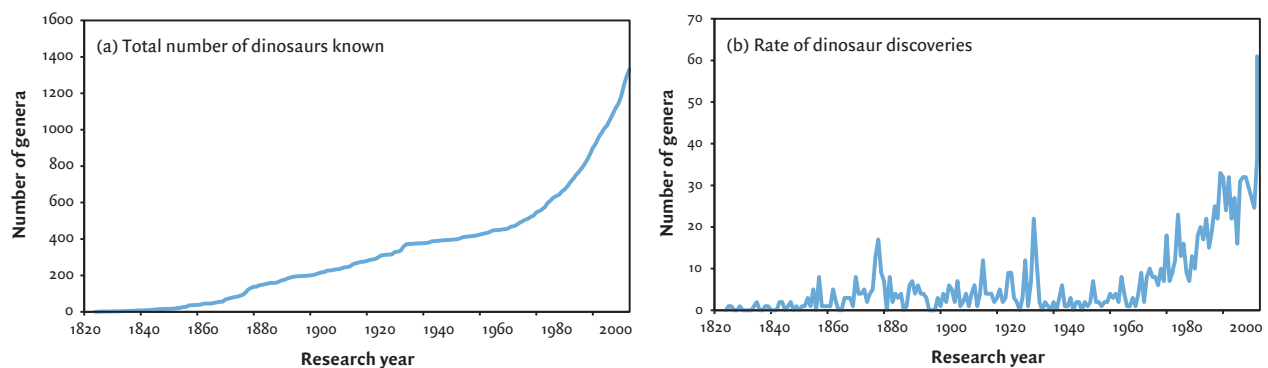 (a) Total number of dinosaurs known
Number of genera
1600
1400
1200
1000
800
600
400
200
0
1820 1840 1860 1880 1900 1920 1940 1960 1980 2000
Research year
(b) Rate of dinosaur discoveries
Number of genera
70
60
50
40
30
20
10
0
1820 1840 1860 1880 1900 1920 1940 1960 1980 2000
Research year